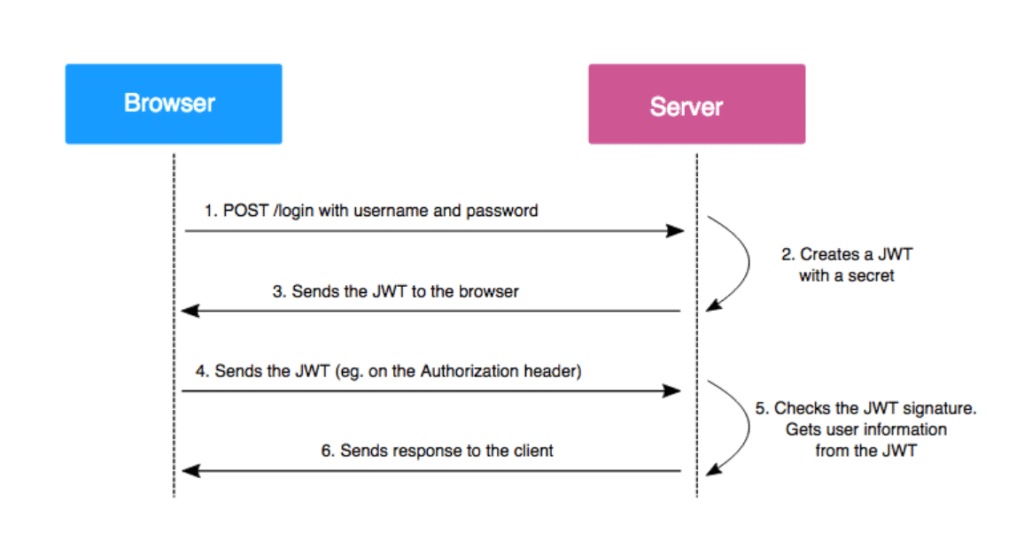 Browser
Server
1. POST /login with username and password
2. Creates a JWT
with a secret
3. Sends the JWT to the browser
4. Sends the JWT (eg. on the Authorization header)
5. Checks the JWT signature.
Gets user information
from the JWT
6. Sends response to the client